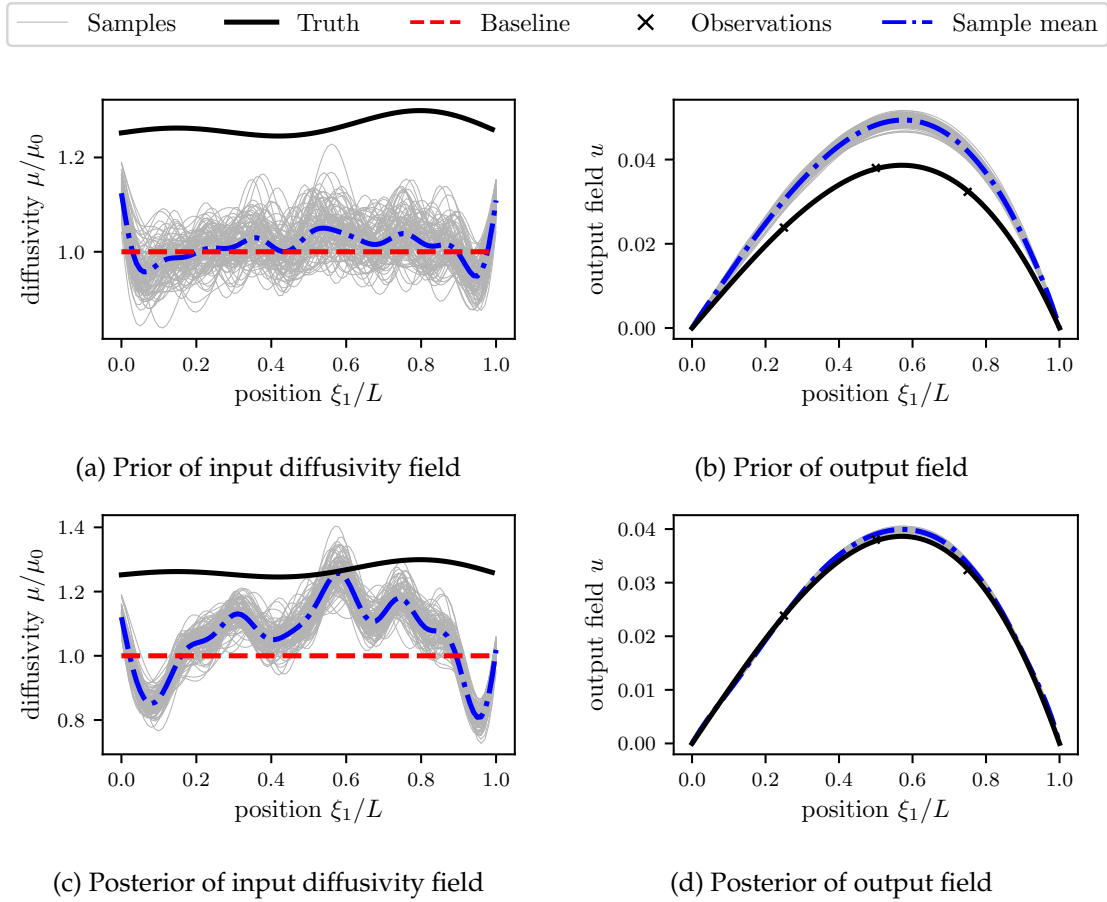 Samples Truth Baseline Observations Sample mean
diffusivity μ/μ₀
1.2
1.0
0.0 0.2 0.4 0.6 0.8 1.0
position ξ₁/L
output field u
0.04
0.02
0.00
0.0 0.2 0.4 0.6 0.8 1.0
position ξ₁/L
(a) Prior of input diffusivity field
(b) Prior of output field
diffusivity μ/μ₀
1.4
1.2
1.0
0.8
0.0 0.2 0.4 0.6 0.8 1.0
position ξ₁/L
output field u
0.04
0.03
0.02
0.01
0.00
0.0 0.2 0.4 0.6 0.8 1.0
position ξ₁/L
(c) Posterior of input diffusivity field
(d) Posterior of output field